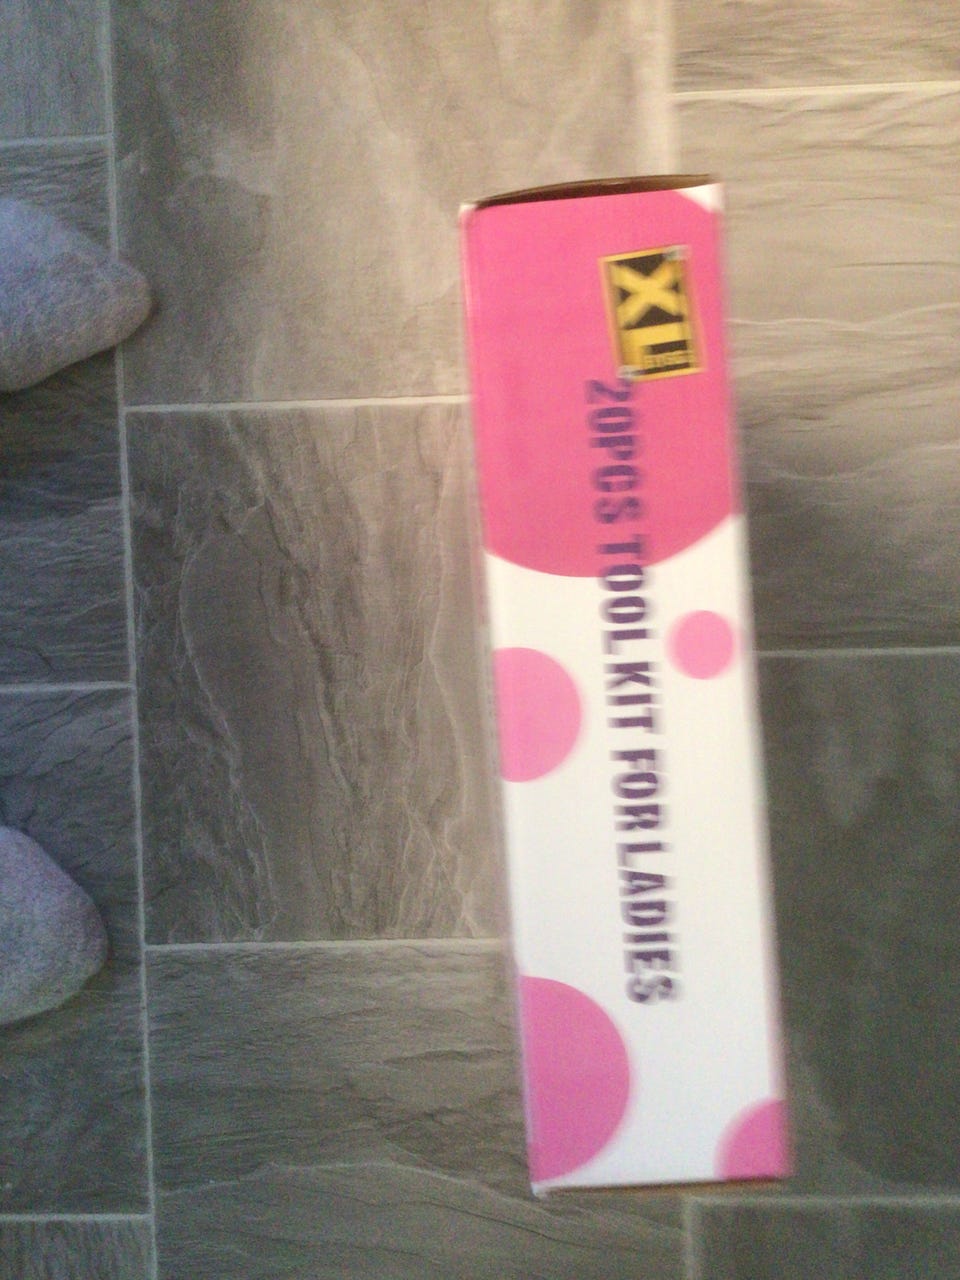 XL
20PCS TOOL KIT FOR LADIES